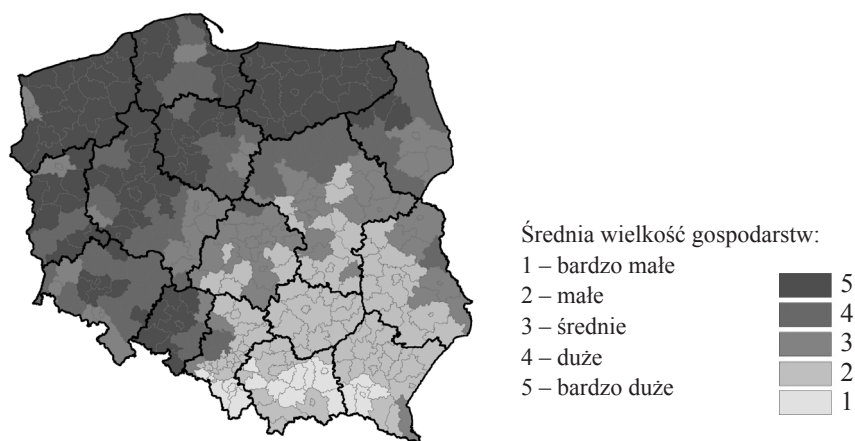 Średnia wielkość gospodarstw:
1 – bardzo małe
2 – małe
3 – średnie
4 – duże
5 – bardzo duże
5
4
3
2
1